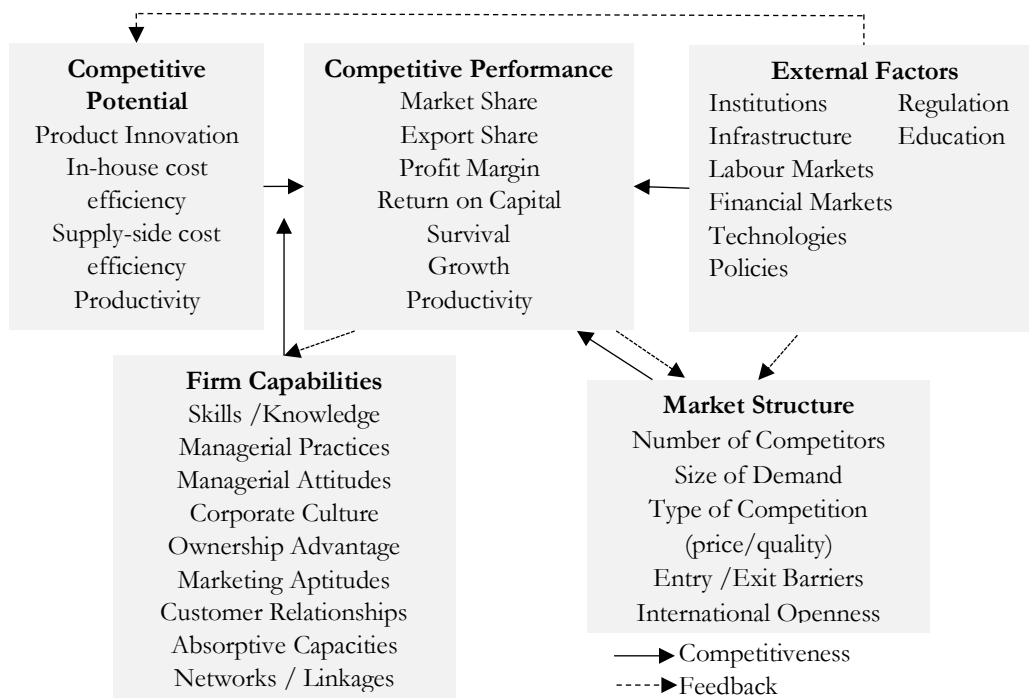 Competitive
Potential
Product Innovation
In-house cost
efficiency
Supply-side cost
efficiency
Productivity
Competitive Performance
Market Share
Export Share
Profit Margin
Return on Capital
Survival
Growth
Productivity
External Factors
Institutions Regulation
Infrastructure Education
Labour Markets
Financial Markets
Technologies
Policies
Firm Capabilities
Skills /Knowledge
Managerial Practices
Managerial Attitudes
Corporate Culture
Ownership Advantage
Marketing Aptitudes
Customer Relationships
Absorptive Capacities
Networks / Linkages
Market Structure
Number of Competitors
Size of Demand
Type of Competition
(price/quality)
Entry /Exit Barriers
International Openness
Competitiveness
Feedback